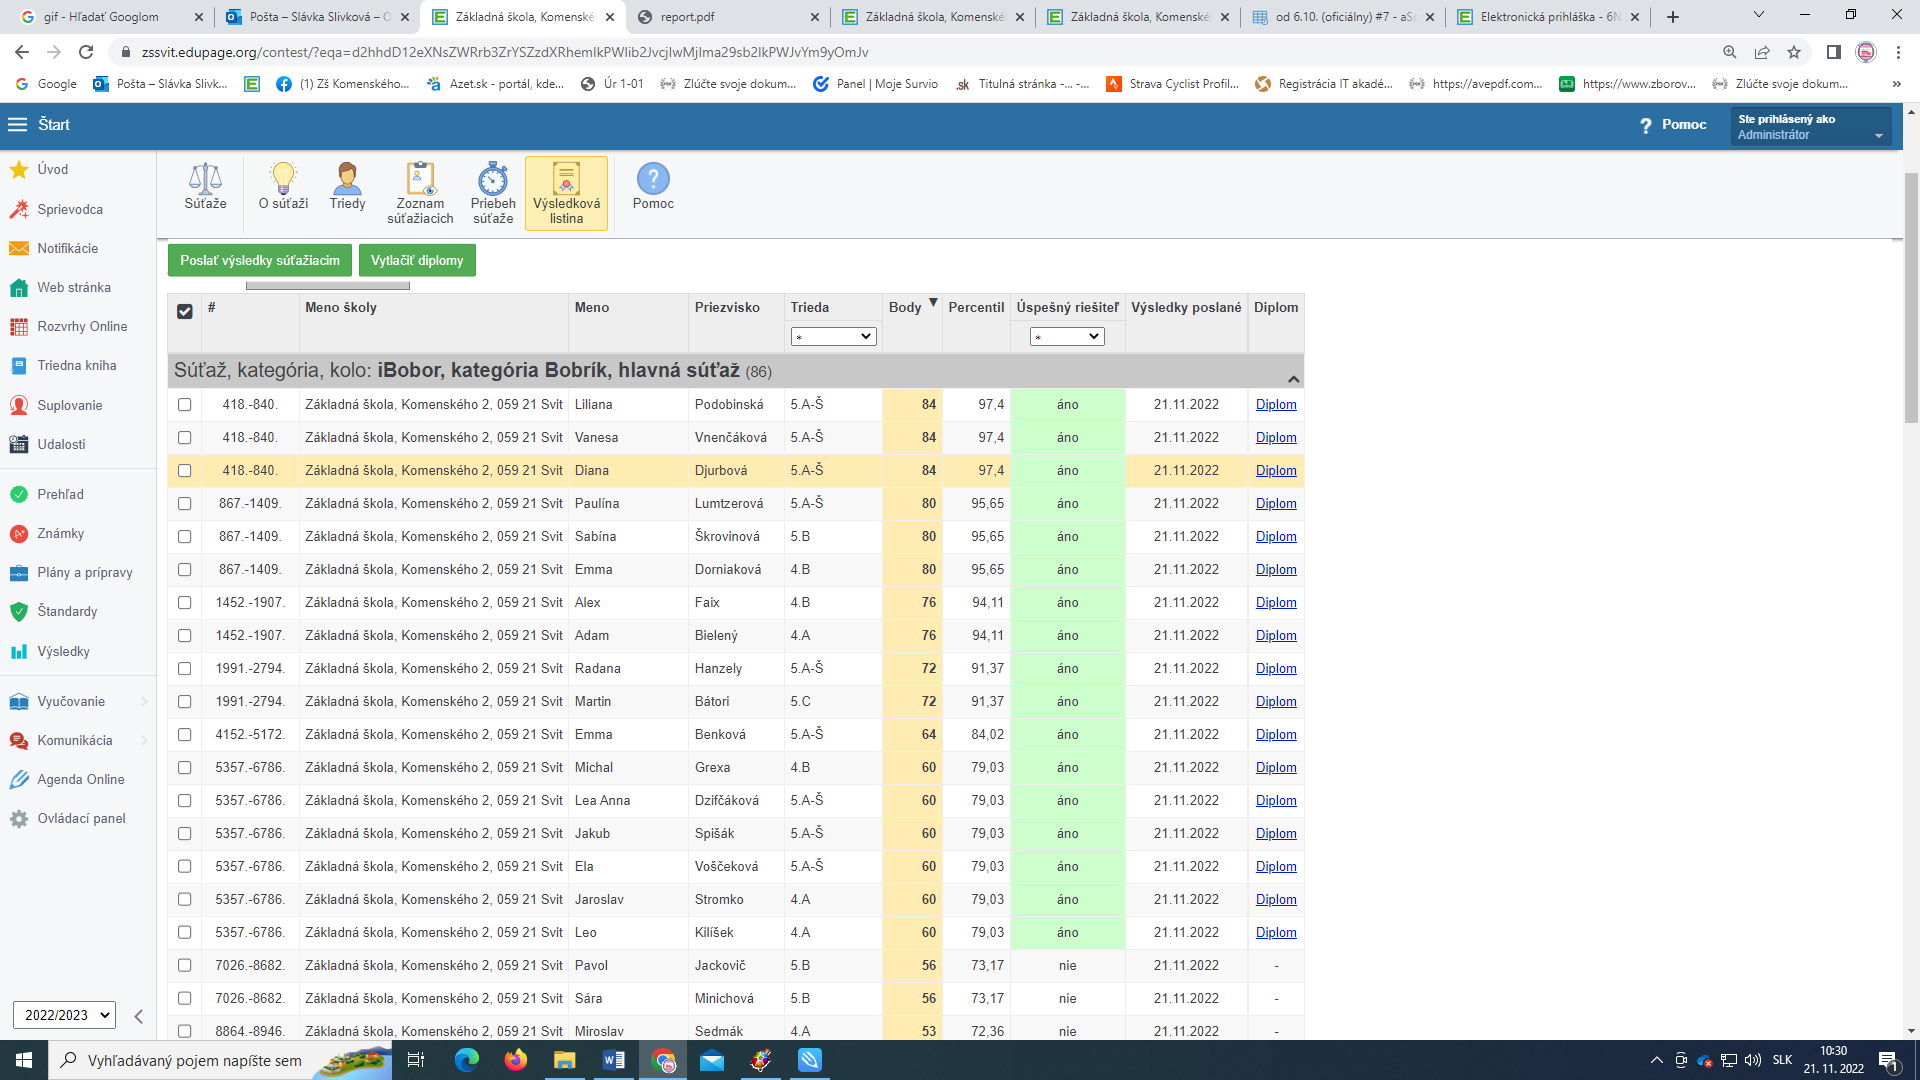 gif - Hľadať Googlom
Pošta – Slávka Slivková – O
Základná škola, Komenskéh
report.pdf
Základná škola, Komenskéh
Základná škola, Komenskéh
od 6.10. (oficiálny) #7 - aSc
Elektronická prihláška - 6N
zssvit.edupage.org/contest/?eqa=d2hhdD12eXNsZWRrb3ZrYSZzdXRhemlkPWlib2JvcjIwMjIma29sb2lkPWJvYm9yOmJv
Google
Pošta – Slávka Slivk...
(1) Zš Komenského...
Azet.sk - portál, kde...
Úr 1-01
Zlúčte svoje dokum...
Panel | Moje Survio
Titulná stránka -... -...
Strava Cyclist Profil...
Registrácia IT akadé...
https://avepdf.com...
https://www.zborov...
Zlúčte svoje dokum...
»
Štart
? Pomoc
Ste prihlásený ako
Administrátor
Úvod
Sprievodca
Notifikácie
Web stránka
Rozvrhy Online
Triedna kniha
Suplovanie
Udalosti
Prehľad
Známky
Plány a prípravy
Štandardy
Výsledky
Vyučovanie
Komunikácia
Agenda Online
Ovládací panel
2022/2023
Súťaže
O súťaži
Triedy
Zoznam súťažiacich
Priebeh súťaže
Výsledková listina
Pomoc
Poslať výsledky súťažiacim
Vytlačiť diplomy
# Meno školy Meno Priezvisko Trieda Body ▼ Percentil Úspešný riešiteľ Výsledky poslané Diplom
* *
Súťaž, kategória, kolo: iBobor, kategória Bobrík, hlavná súťaž (86)
418.-840. Základná škola, Komenského 2, 059 21 Svit Liliana Podobinská 5.A-Š 84 97,4 áno 21.11.2022 Diplom
418.-840. Základná škola, Komenského 2, 059 21 Svit Vanesa Vnenčáková 5.A-Š 84 97,4 áno 21.11.2022 Diplom
418.-840. Základná škola, Komenského 2, 059 21 Svit Diana Djurbová 5.A-Š 84 97,4 áno 21.11.2022 Diplom
867.-1409. Základná škola, Komenského 2, 059 21 Svit Paulína Lumtzerová 5.A-Š 80 95,65 áno 21.11.2022 Diplom
867.-1409. Základná škola, Komenského 2, 059 21 Svit Sabína Škrovinová 5.B 80 95,65 áno 21.11.2022 Diplom
867.-1409. Základná škola, Komenského 2, 059 21 Svit Emma Dorniaková 4.B 80 95,65 áno 21.11.2022 Diplom
1452.-1907. Základná škola, Komenského 2, 059 21 Svit Alex Faix 4.B 76 94,11 áno 21.11.2022 Diplom
1452.-1907. Základná škola, Komenského 2, 059 21 Svit Adam Bielený 4.A 76 94,11 áno 21.11.2022 Diplom
1991.-2794. Základná škola, Komenského 2, 059 21 Svit Radana Hanzely 5.A-Š 72 91,37 áno 21.11.2022 Diplom
1991.-2794. Základná škola, Komenského 2, 059 21 Svit Martin Bátori 5.C 72 91,37 áno 21.11.2022 Diplom
4152.-5172. Základná škola, Komenského 2, 059 21 Svit Emma Benková 5.A-Š 64 84,02 áno 21.11.2022 Diplom
5357.-6786. Základná škola, Komenského 2, 059 21 Svit Michal Grexa 4.B 60 79,03 áno 21.11.2022 Diplom
5357.-6786. Základná škola, Komenského 2, 059 21 Svit Lea Anna Dzifčáková 5.A-Š 60 79,03 áno 21.11.2022 Diplom
5357.-6786. Základná škola, Komenského 2, 059 21 Svit Jakub Spišák 5.A-Š 60 79,03 áno 21.11.2022 Diplom
5357.-6786. Základná škola, Komenského 2, 059 21 Svit Ela Voščeková 5.A-Š 60 79,03 áno 21.11.2022 Diplom
5357.-6786. Základná škola, Komenského 2, 059 21 Svit Jaroslav Stromko 4.A 60 79,03 áno 21.11.2022 Diplom
5357.-6786. Základná škola, Komenského 2, 059 21 Svit Leo Kilíšek 4.A 60 79,03 áno 21.11.2022 Diplom
7026.-8682. Základná škola, Komenského 2, 059 21 Svit Pavol Jackovič 5.B 56 73,17 nie 21.11.2022 -
7026.-8682. Základná škola, Komenského 2, 059 21 Svit Sára Minichová 5.B 56 73,17 nie 21.11.2022 -
8864.-8946. Základná škola, Komenského 2, 059 21 Svit Miroslav Sedmák 4.A 53 72,36 nie 21.11.2022 -
Vyhľadávaný pojem napíšte sem
SLK
10:30
21. 11. 2022
1